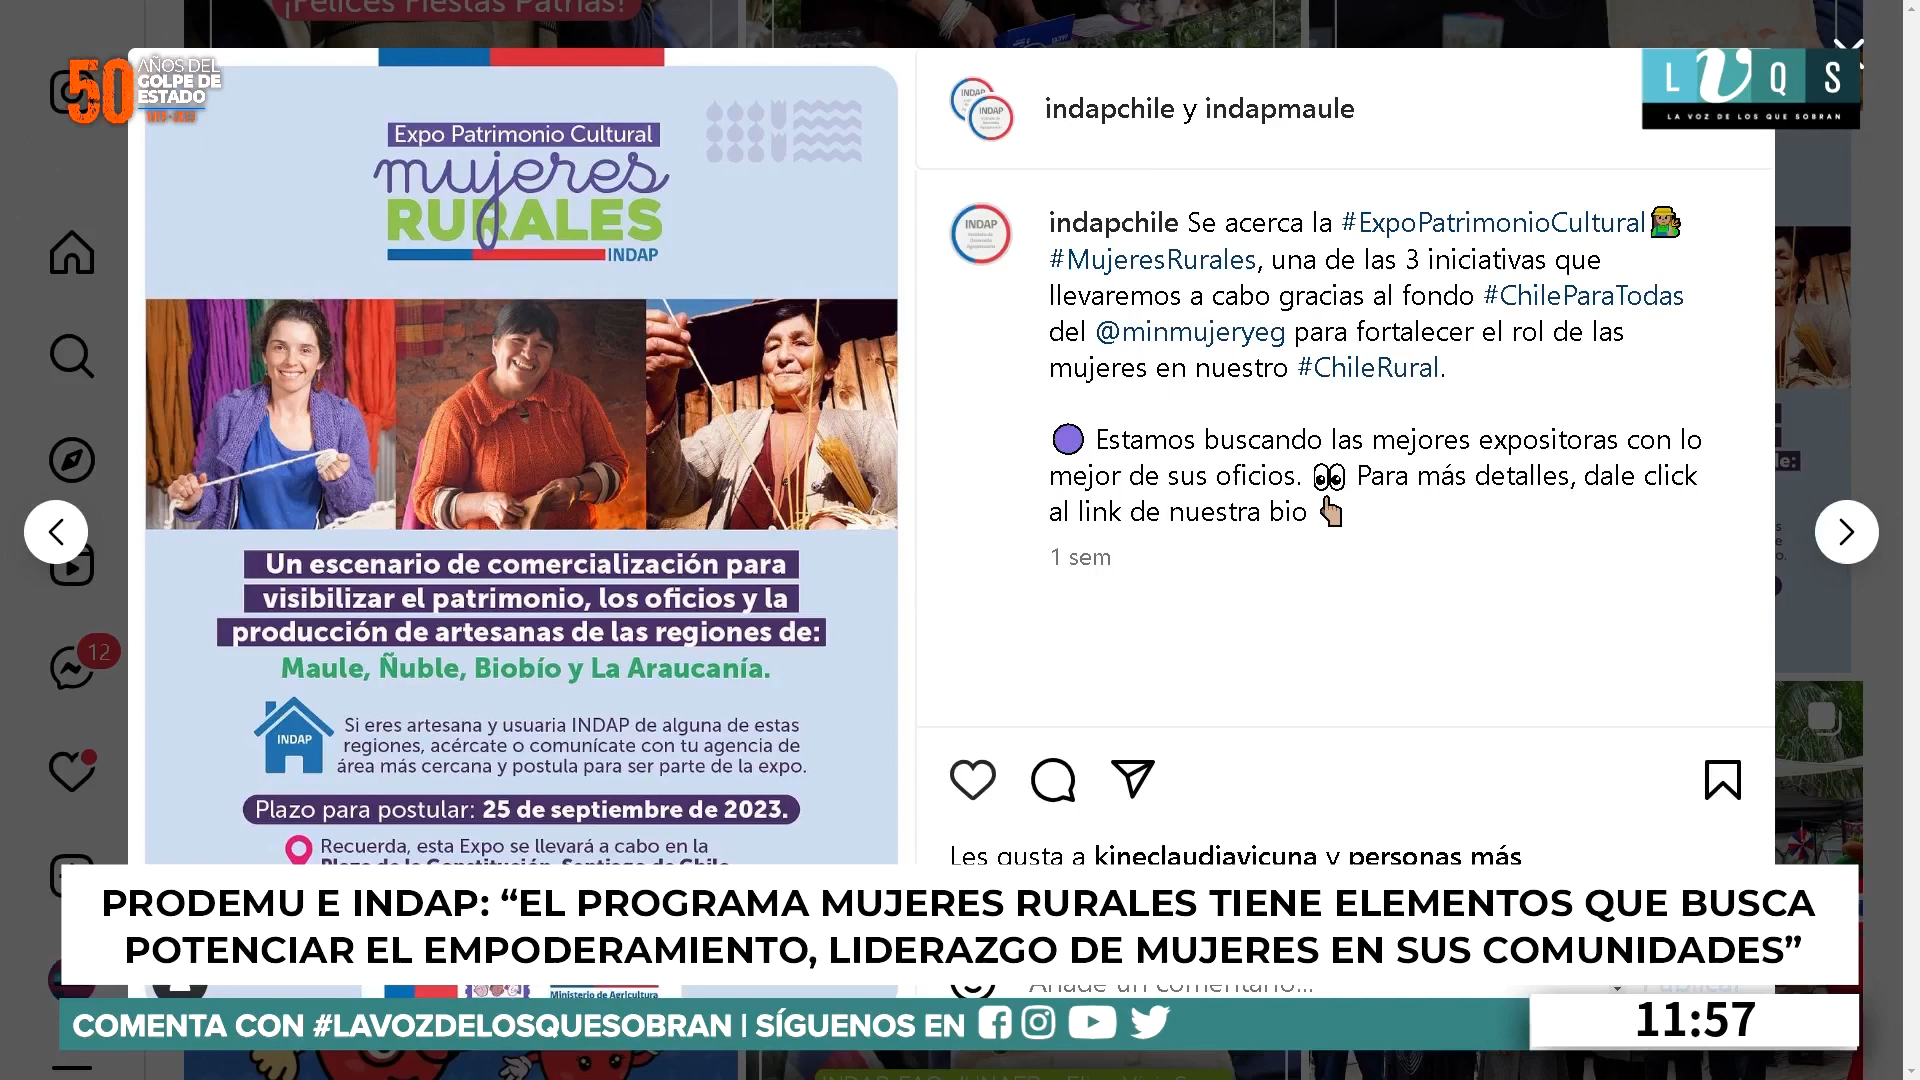 ¡Felices Fiestas Patrias!
50 AÑOS DEL
GOLPE DE
ESTADO
1973-2023
Expo Patrimonio Cultural
mujeres
RURALES
INDAP
Un escenario de comercialización para
visibilizar el patrimonio, los oficios y la
producción de artesanas de las regiones de:
Maule, Ñuble, Biobío y La Araucanía.
INDAP
Si eres artesana y usuaria INDAP de alguna de estas
regiones, acércate o comunícate con tu agencia de
área más cercana y postula para ser parte de la expo.
Plazo para postular: 25 de septiembre de 2023.
Recuerda, esta Expo se llevará a cabo en la
Plaza de la Constitución, Santiago de Chile
Ministerio de Agricultura
12
indapchile y indapmaule
L V Q S
LA VOZ DE LOS QUE SOBRAN
INDAP
indapchile Se acerca la #ExpoPatrimonioCultural
#MujeresRurales, una de las 3 iniciativas que
llevaremos a cabo gracias al fondo #ChileParaTodas
del @minmujeryeg para fortalecer el rol de las
mujeres en nuestro #ChileRural.
Estamos buscando las mejores expositoras con lo
mejor de sus oficios. 👀 Para más detalles, dale click
al link de nuestra bio
1 sem
Les gusta a kineclaudiavicuna y personas más
Añade un comentario...
Publicar
PRODEMU E INDAP: “EL PROGRAMA MUJERES RURALES TIENE ELEMENTOS QUE BUSCA
POTENCIAR EL EMPODERAMIENTO, LIDERAZGO DE MUJERES EN SUS COMUNIDADES”
COMENTA CON #LAVOZDELOSQUESOBRAN | SÍGUENOS EN
11:57